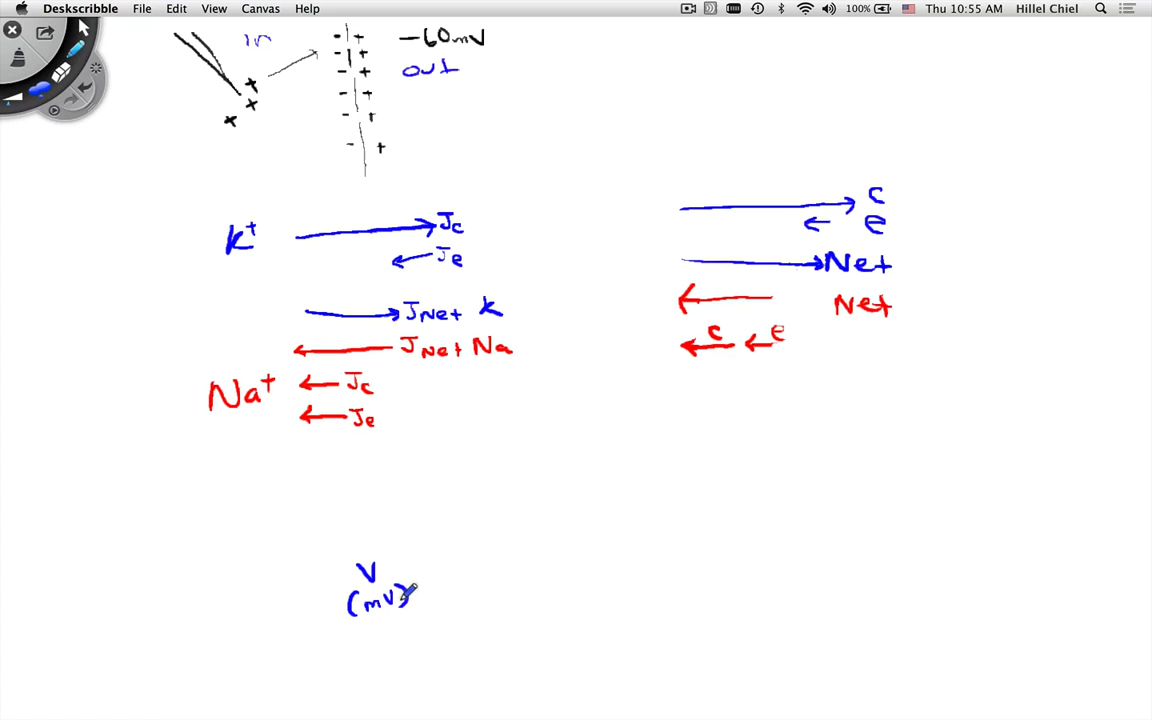 Deskscribble File Edit View Canvas Help 100% Thu 10:55 AM Hillel Chiel
in
-60mV
out
K+
Jc
Je
JNet K
JNet Na
Na+
Jc
Je
c
e
Net
Net
c e
V
(mV)